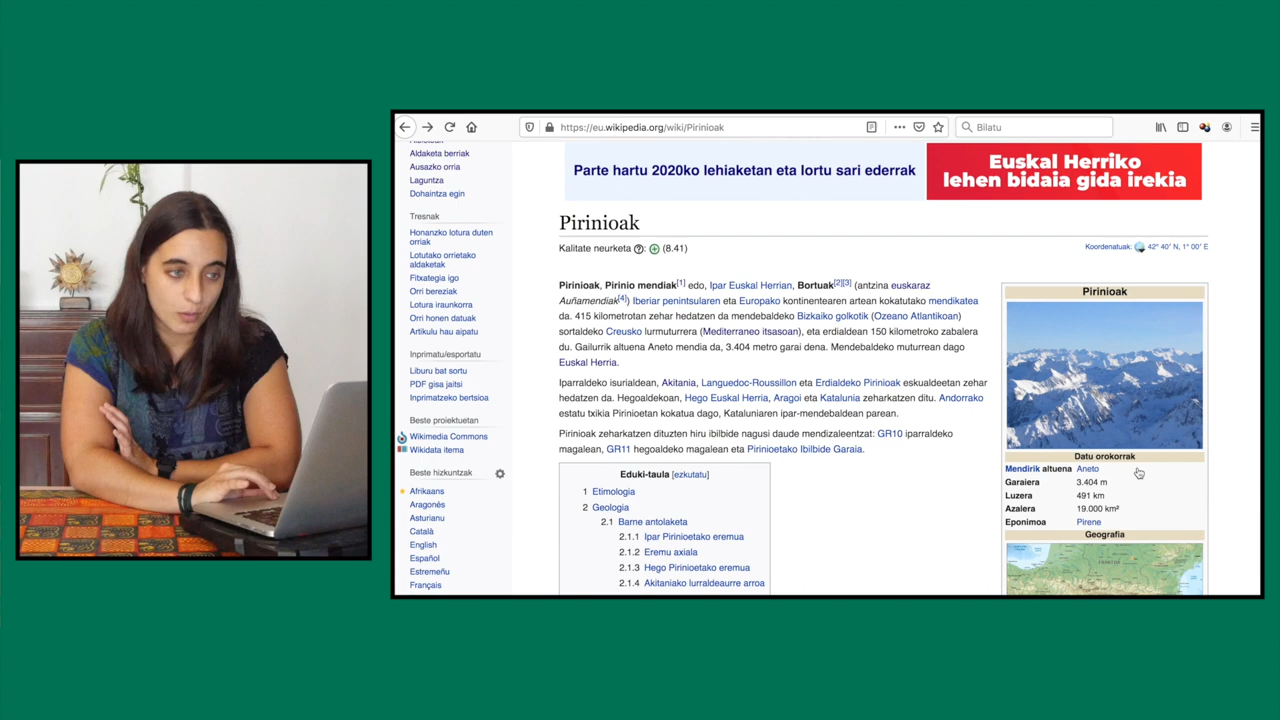 https://eu.wikipedia.org/wiki/Pirinioak
Bilatu
Aldaketa berriak
Ausazko orria
Laguntza
Dohaintza egin
Tresnak
Honanzko lotura duten
orriak
Lotutako orrietako
aldaketak
Fitxategia igo
Orri bereziak
Lotura iraunkorra
Orri honen datuak
Artikulu hau aipatu
Inprimatu/esportatu
Liburu bat sortu
PDF gisa jaitsi
Inprimatzeko bertsioa
Beste proiektuetan
Wikimedia Commons
Wikidata itema
Beste hizkuntzak
Afrikaans
Aragonés
Asturianu
Català
English
Español
Estremeñu
Français
Parte hartu 2020ko lehiaketan eta lortu sari ederrak
Euskal Herriko
lehen bidaia gida irekia
Pirinioak
Kalitate neurketa ?: (8.41)
Koordenatuak: 42° 40′ N, 1° 00′ E
Pirinioak, Pirinio mendiak[1] edo, Ipar Euskal Herrian, Bortuak[2][3] (antzina euskaraz
Auñamendiak[4]) Iberiar penintsularen eta Europako kontinentearen artean kokatutako mendikatea
da. 415 kilometrotan zehar hedatzen da mendebaldeko Bizkaiko golkotik (Ozeano Atlantikoan)
sortaldeko Creusko lurmuturrera (Mediterraneo itsasoan), eta erdialdean 150 kilometroko zabalera
du. Gailurrik altuena Aneto mendia da, 3.404 metro garai dena. Mendebaldeko muturrean dago
Euskal Herria.
Iparraldeko isurialdean, Akitania, Languedoc-Roussillon eta Erdialdeko Pirinioak eskualdeetan zehar
hedatzen da. Hegoaldekoan, Hego Euskal Herria, Aragoi eta Katalunia zeharkatzen ditu. Andorrako
estatu txikia Pirinioetan kokatua dago, Kataluniaren ipar-mendebaldean parean.
Pirinioak zeharkatzen dituzten hiru ibilbide nagusi daude mendizaleentzat: GR10 iparraldeko
magalean, GR11 hegoaldeko magalean eta Pirinioetako Ibilbide Garaia.
Eduki-taula [ezkutatu]
1 Etimologia
2 Geologia
2.1 Barne antolaketa
2.1.1 Ipar Pirinioetako eremua
2.1.2 Eremu axiala
2.1.3 Hego Pirinioetako eremua
2.1.4 Akitaniako lurraldeaurre arroa
Pirinioak
Datu orokorrak
Mendirik altuena Aneto
Garaiera 3.404 m
Luzera 491 km
Azalera 19.000 km²
Eponimoa Pirene
Geografia